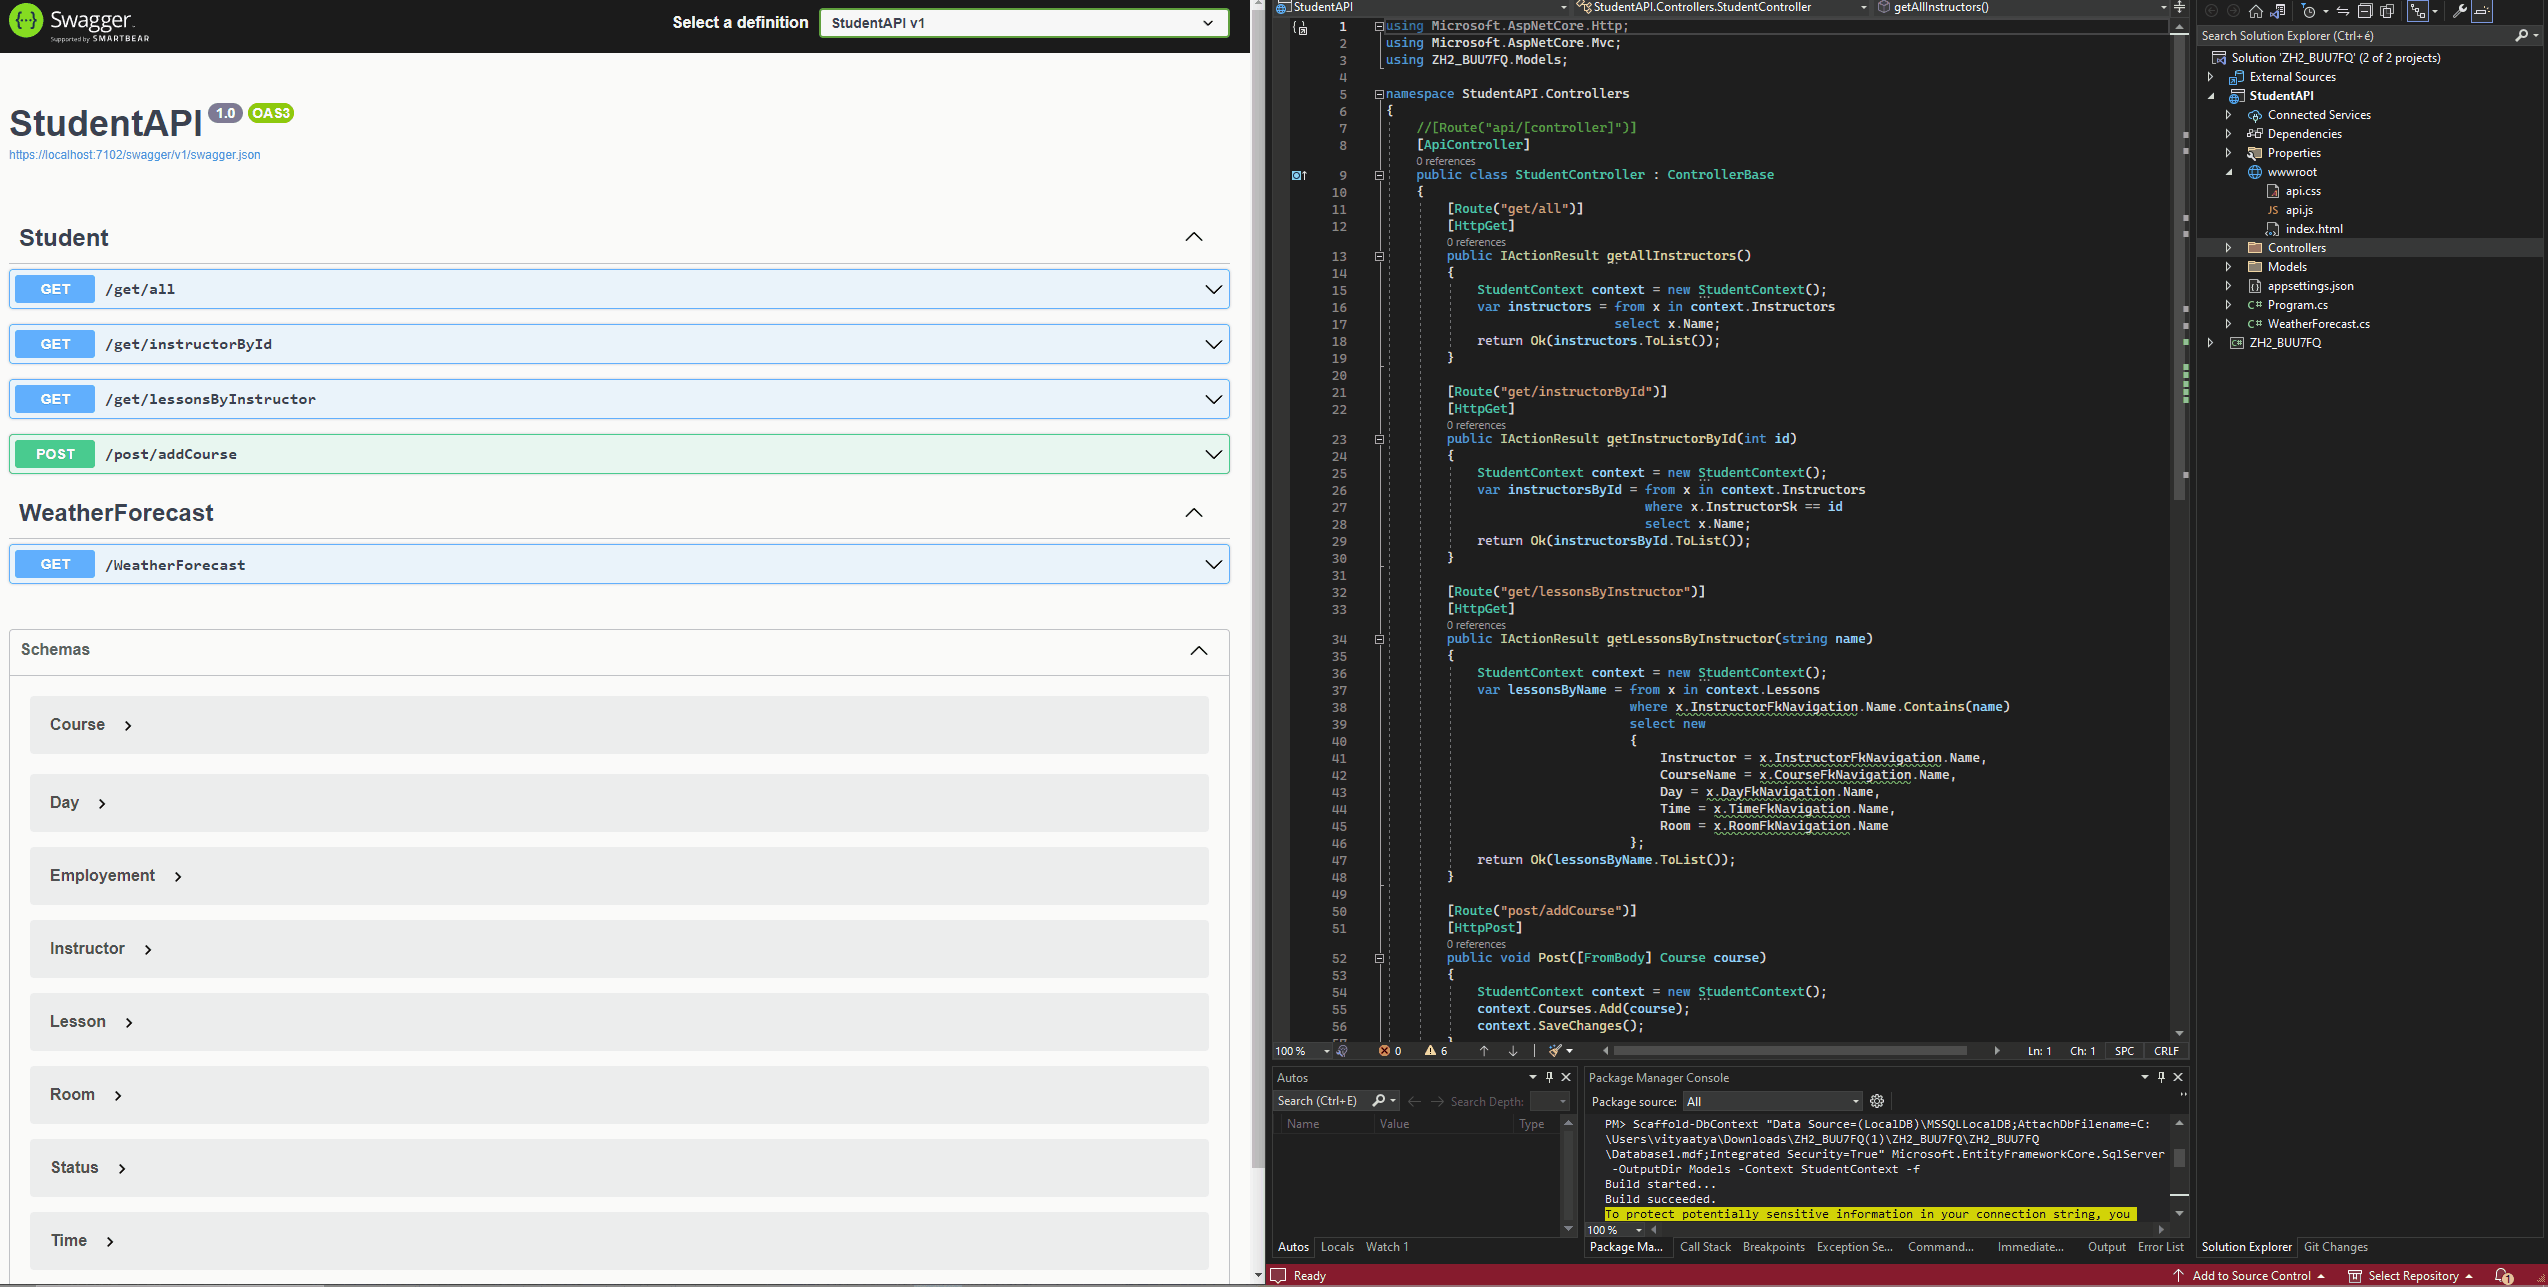 Swagger
Supported by SMARTBEAR
Select a definition
StudentAPI v1
StudentAPI 1.0 OAS3
https://localhost:7102/swagger/v1/swagger.json
Student
GET /get/all
GET /get/instructorById
GET /get/lessonsByInstructor
POST /post/addCourse
WeatherForecast
GET /WeatherForecast
Schemas
Course
Day
Employement
Instructor
Lesson
Room
Status
Time
StudentAPI
StudentAPI.Controllers.StudentController
getAllInstructors()
1 using Microsoft.AspNetCore.Http;
2 using Microsoft.AspNetCore.Mvc;
3 using ZH2_BUU7FQ.Models;
4
5 namespace StudentAPI.Controllers
6 {
7 //[Route("api/[controller]")]
8 [ApiController]
0 references
9 public class StudentController : ControllerBase
10 {
11 [Route("get/all")]
12 [HttpGet]
0 references
13 public IActionResult getAllInstructors()
14 {
15 StudentContext context = new StudentContext();
16 var instructors = from x in context.Instructors
17 select x.Name;
18 return Ok(instructors.ToList());
19 }
20
21 [Route("get/instructorById")]
22 [HttpGet]
0 references
23 public IActionResult getInstructorById(int id)
24 {
25 StudentContext context = new StudentContext();
26 var instructorsById = from x in context.Instructors
27 where x.InstructorSk == id
28 select x.Name;
29 return Ok(instructorsById.ToList());
30 }
31
32 [Route("get/lessonsByInstructor")]
33 [HttpGet]
0 references
34 public IActionResult getLessonsByInstructor(string name)
35 {
36 StudentContext context = new StudentContext();
37 var lessonsByName = from x in context.Lessons
38 where x.InstructorFkNavigation.Name.Contains(name)
39 select new
40 {
41 Instructor = x.InstructorFkNavigation.Name,
42 CourseName = x.CourseFkNavigation.Name,
43 Day = x.DayFkNavigation.Name,
44 Time = x.TimeFkNavigation.Name,
45 Room = x.RoomFkNavigation.Name
46 };
47 return Ok(lessonsByName.ToList());
48 }
49
50 [Route("post/addCourse")]
51 [HttpPost]
0 references
52 public void Post([FromBody] Course course)
53 {
54 StudentContext context = new StudentContext();
55 context.Courses.Add(course);
56 context.SaveChanges();
100 %
0
6
Ln: 1 Ch: 1 SPC CRLF
Autos
Search (Ctrl+E)
Search Depth:
Name Value Type
Autos Locals Watch 1
Package Manager Console
Package source: All
PM> Scaffold-DbContext "Data Source=(LocalDB)\MSSQLLocalDB;AttachDbFilename=C:
\Users\vityaatya\Downloads\ZH2_BUU7FQ(1)\ZH2_BUU7FQ\ZH2_BUU7FQ
\Database1.mdf;Integrated Security=True" Microsoft.EntityFrameworkCore.SqlServer
-OutputDir Models -Context StudentContext -f
Build started...
Build succeeded.
To protect potentially sensitive information in your connection string, you
100 %
Package Ma... Call Stack Breakpoints Exception Se... Command... Immediate... Output Error List
Search Solution Explorer (Ctrl+é)
Solution 'ZH2_BUU7FQ' (2 of 2 projects)
External Sources
StudentAPI
Connected Services
Dependencies
Properties
wwwroot
api.css
JS api.js
index.html
Controllers
Models
appsettings.json
C# Program.cs
C# WeatherForecast.cs
C# ZH2_BUU7FQ
Solution Explorer Git Changes
Ready
Add to Source Control
Select Repository
1